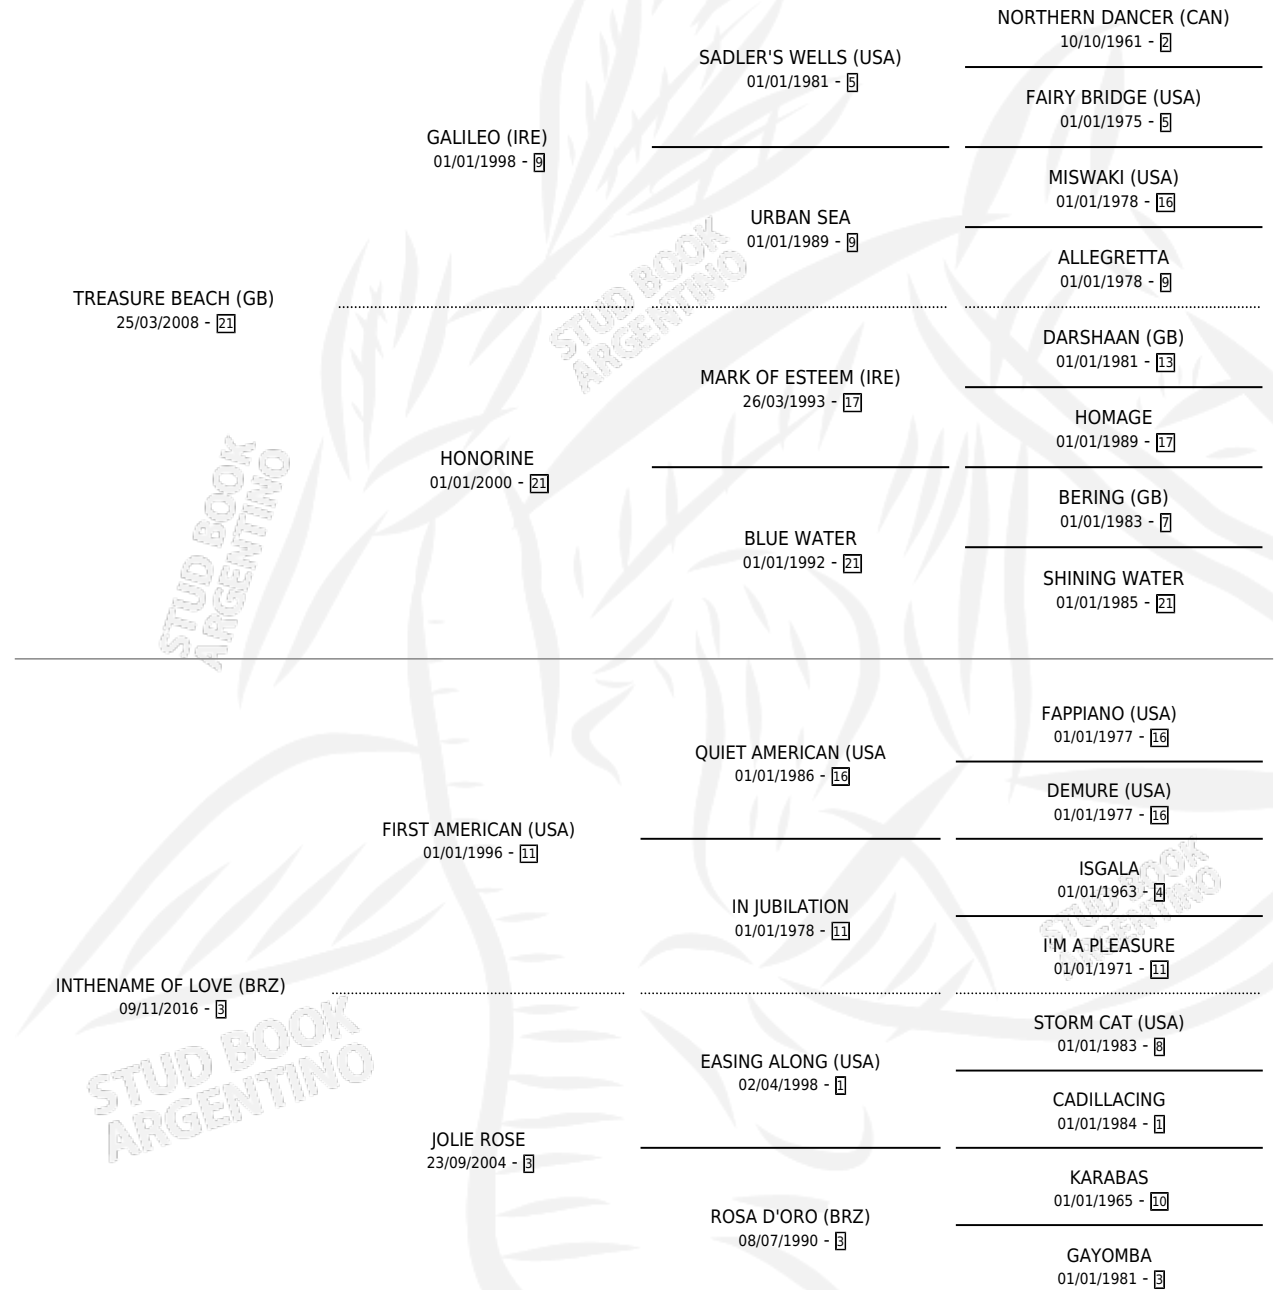 NORTHERN DANCER (CAN)
10/10/1961 - 2
SADLER'S WELLS (USA)
01/01/1981 - 5
FAIRY BRIDGE (USA)
01/01/1975 - 5
GALILEO (IRE)
01/01/1998 - 9
MISWAKI (USA)
01/01/1978 - 16
URBAN SEA
01/01/1989 - 9
ALLEGRETTA
01/01/1978 - 9
TREASURE BEACH (GB)
25/03/2008 - 21
DARSHAAN (GB)
01/01/1981 - 13
MARK OF ESTEEM (IRE)
26/03/1993 - 17
HOMAGE
01/01/1989 - 17
HONORINE
01/01/2000 - 21
BERING (GB)
01/01/1983 - 7
BLUE WATER
01/01/1992 - 21
SHINING WATER
01/01/1985 - 21
FAPPIANO (USA)
01/01/1977 - 16
QUIET AMERICAN (USA
01/01/1986 - 16
DEMURE (USA)
01/01/1977 - 16
FIRST AMERICAN (USA)
01/01/1996 - 11
ISGALA
01/01/1963 - 4
IN JUBILATION
01/01/1978 - 11
I'M A PLEASURE
01/01/1971 - 11
INTHENAME OF LOVE (BRZ)
09/11/2016 - 3
STORM CAT (USA)
01/01/1983 - 8
EASING ALONG (USA)
02/04/1998 - 1
CADILLACING
01/01/1984 - 1
JOLIE ROSE
23/09/2004 - 3
KARABAS
01/01/1965 - 10
ROSA D'ORO (BRZ)
08/07/1990 - 3
GAYOMBA
01/01/1981 - 3
STUD BOOK
ARGENTINO
STUD BOOK
ARGENTINO
STUD BOOK
ARGENTINO
STUD BOOK
ARGENTINO